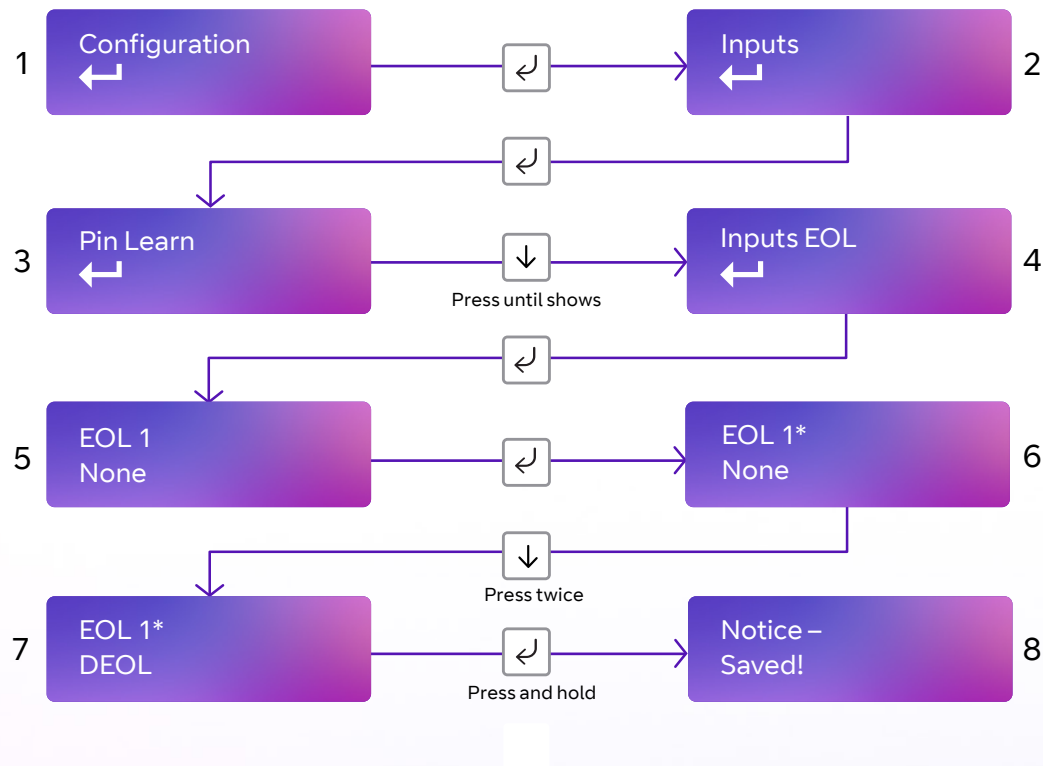 1
Configuration
Inputs
2
3
Pin Learn
Press until shows
Inputs EOL
4
5
EOL 1
None
EOL 1*
None
6
Press twice
7
EOL 1*
DEOL
Press and hold
Notice –
Saved!
8